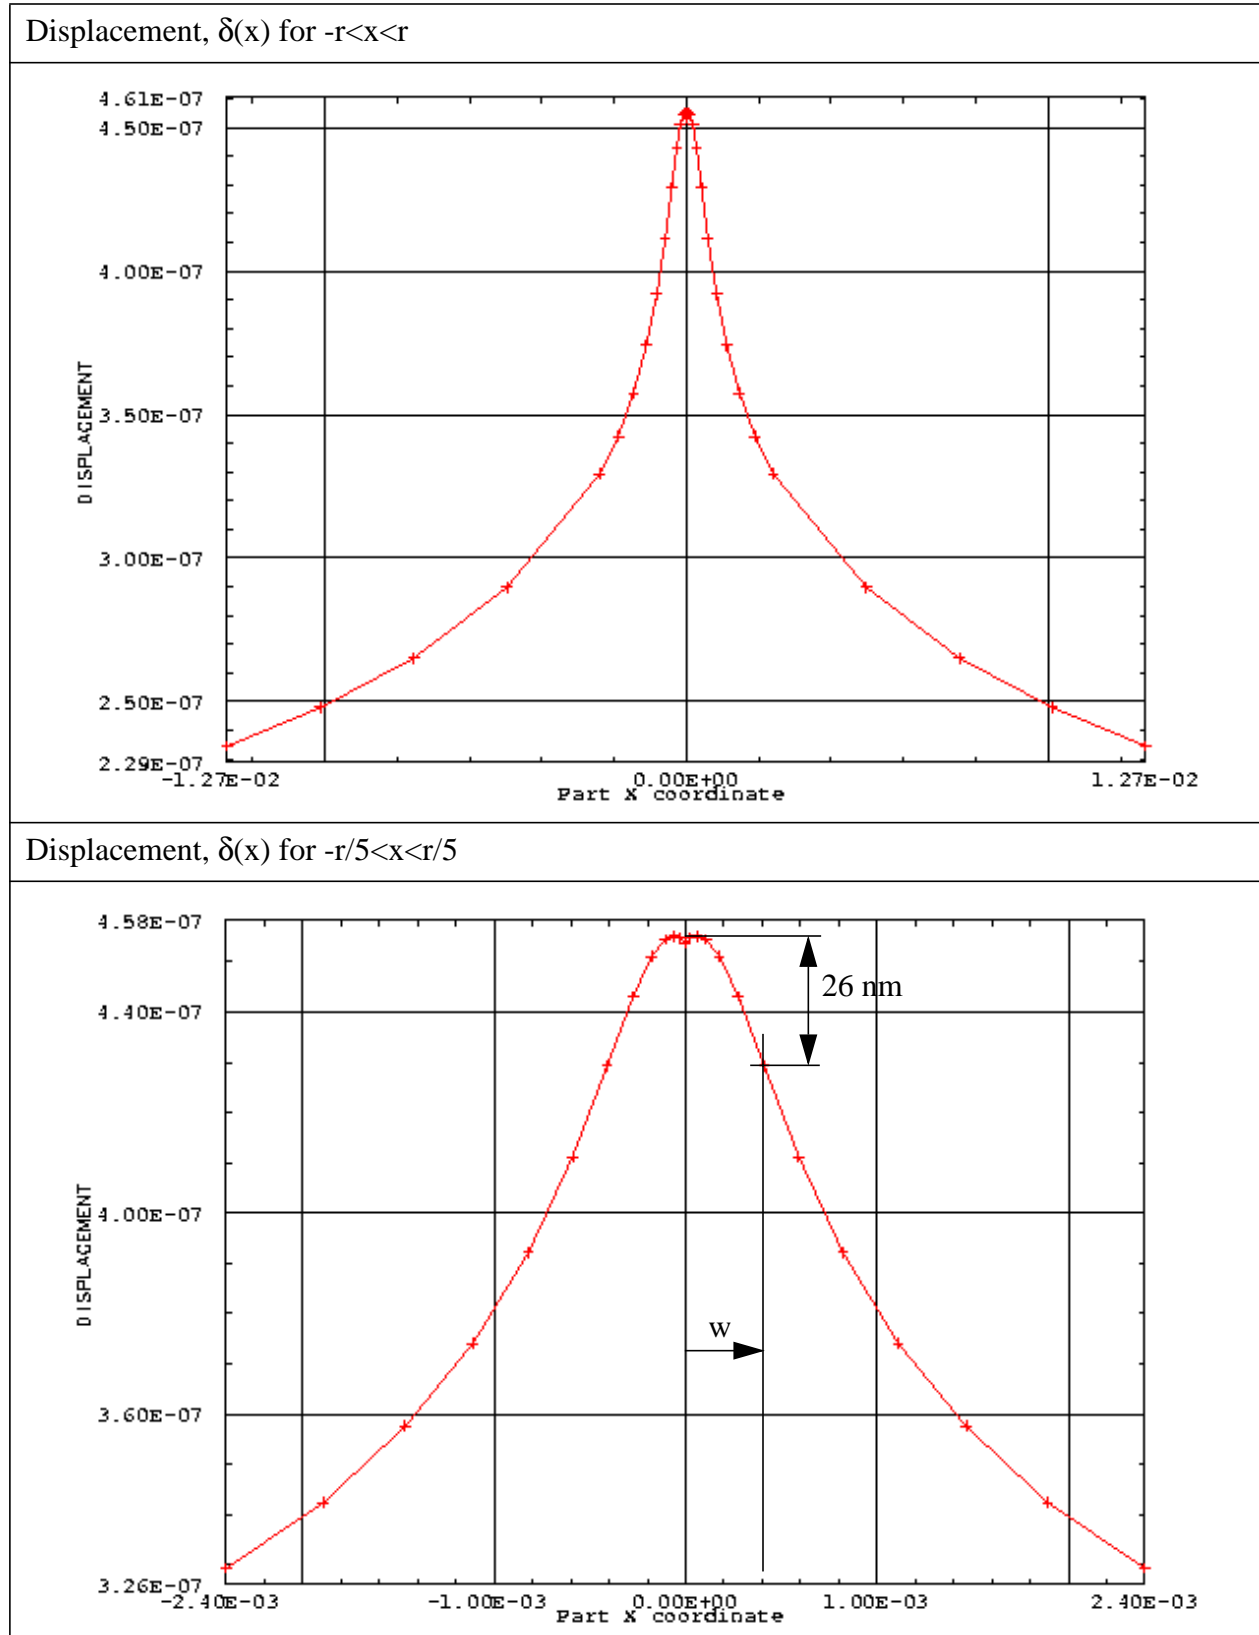 Displacement, δ(x) for -r<x<r
4.61E-07
4.50E-07
4.00E-07
3.50E-07
3.00E-07
2.50E-07
2.29E-07
DISPLACEMENT
-1.27E-02
0.00E+00
1.27E-02
Part X coordinate
Displacement, δ(x) for -r/5<x<r/5
4.58E-07
4.40E-07
4.00E-07
3.60E-07
3.26E-07
DISPLACEMENT
26 nm
w
-2.40E-03
-1.00E-03
0.00E+00
1.00E-03
2.40E-03
Part X coordinate